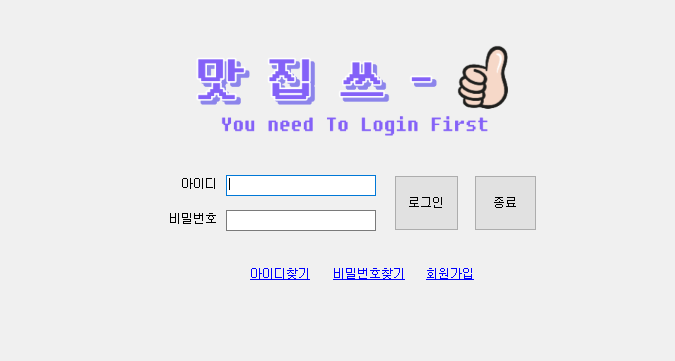 맛집쓰-
You need To Login First
아이디
로그인
종료
비밀번호
아이디찾기 비밀번호찾기 회원가입